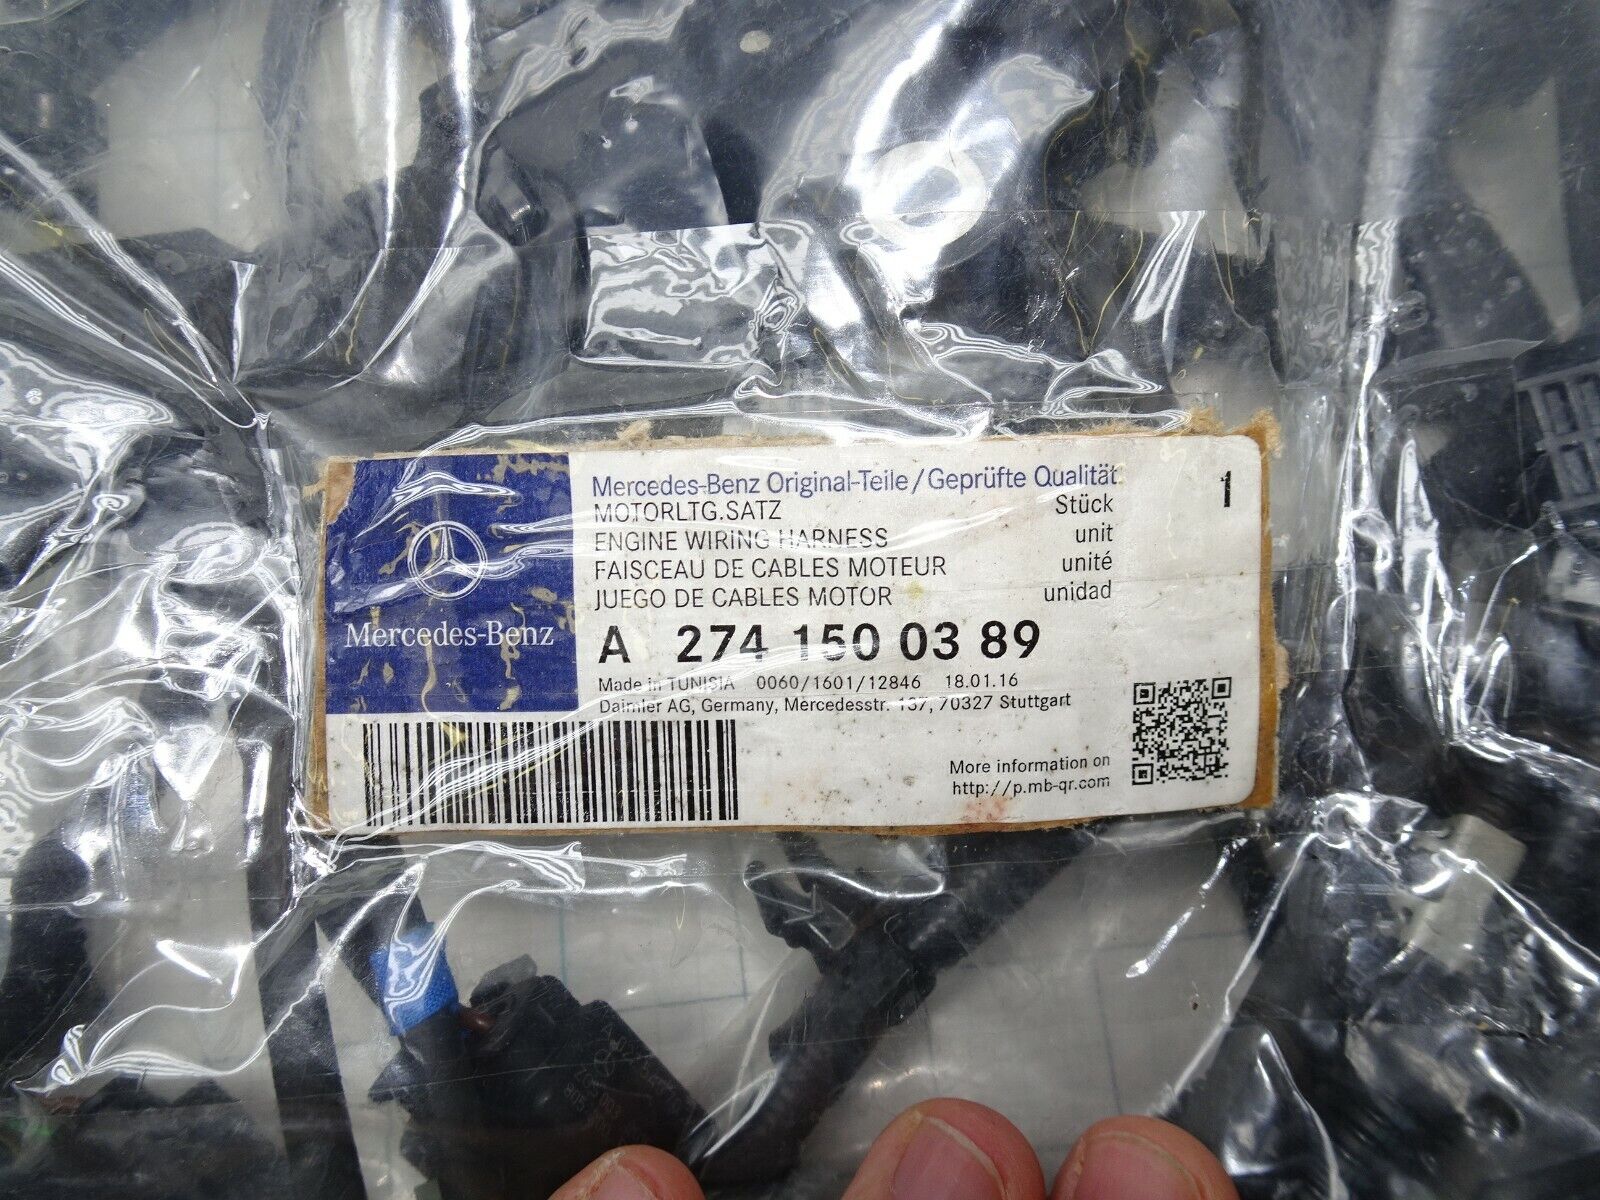 Mercedes-Benz
Mercedes-Benz Original-Teile/Geprüfte Qualität
MOTORLTG.SATZ Stück 1
ENGINE WIRING HARNESS unit
FAISCEAU DE CABLES MOTEUR unité
JUEGO DE CABLES MOTOR unidad
A 274 150 03 89
Made in TUNISIA 0060/1601/12846 18.01.16
Daimler AG, Germany, Mercedesstr. 137, 70327 Stuttgart
More information on
http://p.mb-qr.com